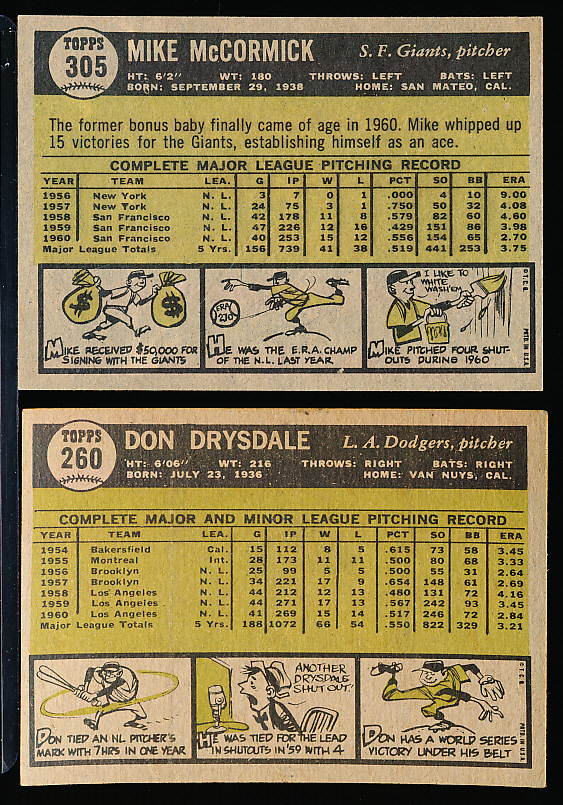 TOPPS
305
MIKE McCORMICK
S. F. Giants, pitcher
HT: 6'2" WT: 180 THROWS: LEFT BATS: LEFT
BORN: SEPTEMBER 29, 1938 HOME: SAN MATEO, CAL.
The former bonus baby finally came of age in 1960. Mike whipped up
15 victories for the Giants, establishing himself as an ace.
COMPLETE MAJOR LEAGUE PITCHING RECORD
YEAR TEAM LEA. G IP W L PCT SO BB ERA
1956 New York N. L. 3 7 0 1 .000 4 10 9.00
1957 New York N. L. 24 75 3 1 .750 50 32 4.08
1958 San Francisco N. L. 42 178 11 8 .579 82 60 4.60
1959 San Francisco N. L. 47 226 12 16 .429 151 86 3.98
1960 San Francisco N. L. 40 253 15 12 .556 154 65 2.70
Major League Totals 5 Yrs. 156 739 41 38 .519 441 253 3.75
MIKE RECEIVED $50,000 FOR
SIGNING WITH THE GIANTS
$
$
ERA
2.70
HE WAS THE E.R.A. CHAMP
OF THE N.L. LAST YEAR
I LIKE TO
WHITE
WASH'EM
MIKE PITCHED FOUR SHUT-
OUTS DURING 1960
© T.C.G.
PRTD. IN U.S.A.
TOPPS
260
DON DRYSDALE
L. A. Dodgers, pitcher
HT: 6'06" WT: 216 THROWS: RIGHT BATS: RIGHT
BORN: JULY 23, 1936 HOME: VAN NUYS, CAL.
COMPLETE MAJOR AND MINOR LEAGUE PITCHING RECORD
YEAR TEAM LEA. G IP W L PCT SO BB ERA
1954 Bakersfield Cal. 15 112 8 5 .615 73 58 3.45
1955 Montreal Int. 28 173 11 11 .500 80 68 3.33
1956 Brooklyn N. L. 25 99 5 5 .500 55 31 2.64
1957 Brooklyn N. L. 34 221 17 9 .654 148 61 2.69
1958 Los Angeles N. L. 44 212 12 13 .480 131 72 4.16
1959 Los Angeles N. L. 44 271 17 13 .567 242 93 3.45
1960 Los Angeles N. L. 41 269 15 14 .517 246 72 2.84
Major League Totals 5 Yrs. 188 1072 66 54 .550 822 329 3.21
DON TIED AN NL PITCHER'S
MARK WITH 7 HRS IN ONE YEAR
ANOTHER
DRYSDALE
SHUT OUT.
HE WAS TIED FOR THE LEAD
IN SHUTOUTS IN '59 WITH 4
DON HAS A WORLD SERIES
VICTORY UNDER HIS BELT
© T.C.G.
PRTD. IN U.S.A.